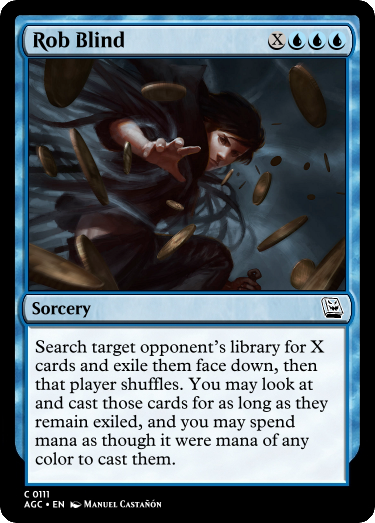 Rob Blind X
Sorcery
Search target opponent's library for X
cards and exile them face down, then
that player shuffles. You may look at
and cast those cards for as long as they
remain exiled, and you may spend
mana as though it were mana of any
color to cast them.
C 0111
AGC • EN Manuel Castañón